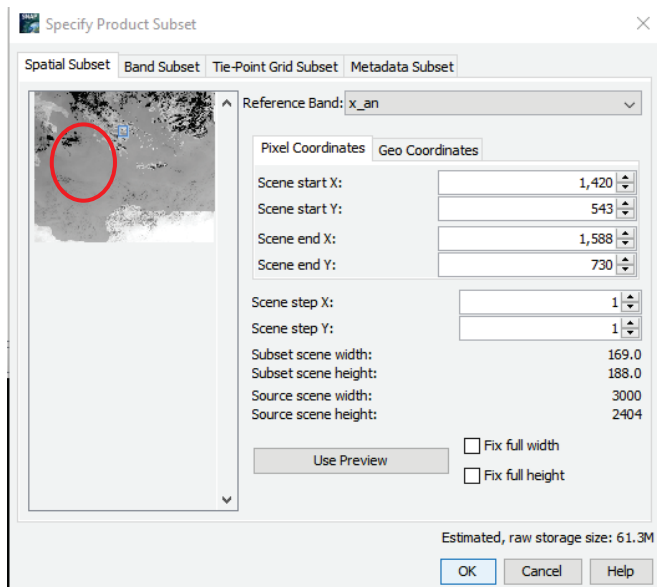 SNAP
Specify Product Subset
Spatial Subset Band Subset Tie-Point Grid Subset Metadata Subset
Reference Band: x_an
Pixel Coordinates Geo Coordinates
Scene start X: 1,420
Scene start Y: 543
Scene end X: 1,588
Scene end Y: 730
Scene step X: 1
Scene step Y: 1
Subset scene width: 169.0
Subset scene height: 188.0
Source scene width: 3000
Source scene height: 2404
Use Preview
Fix full width
Fix full height
Estimated, raw storage size: 61.3M
OK Cancel Help